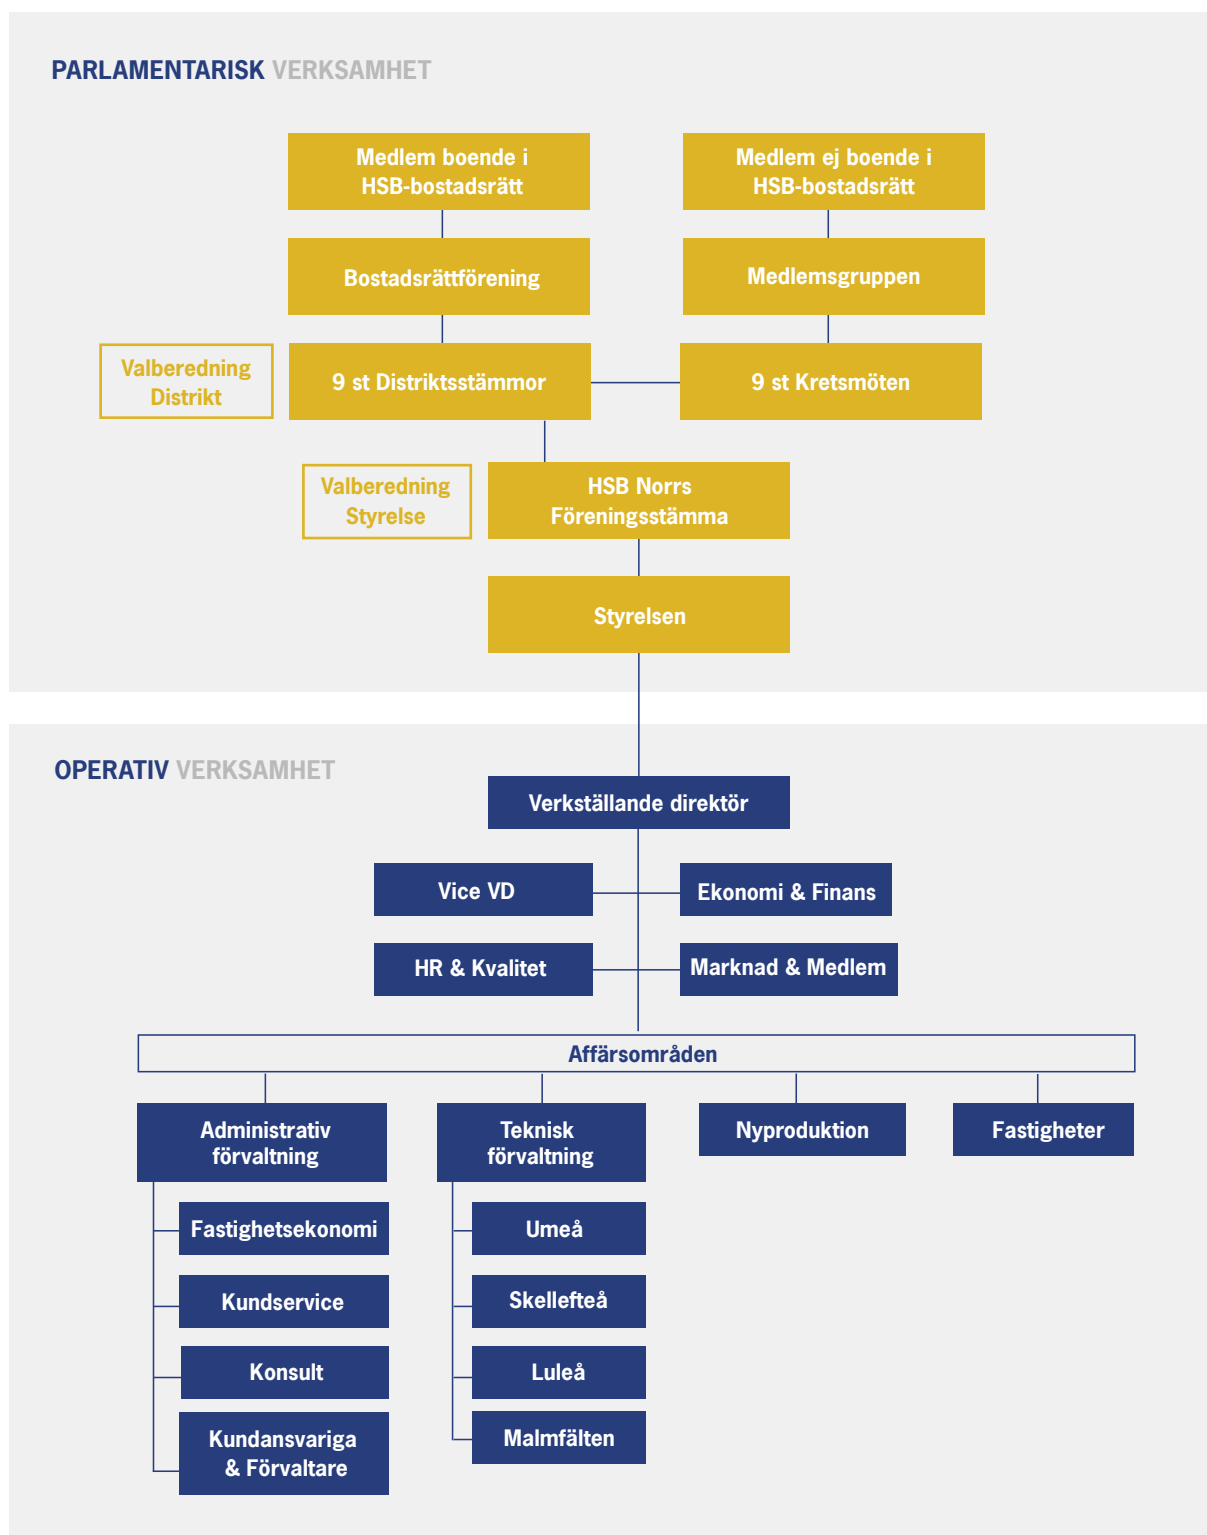 PARLAMENTARISK VERKSAMHET
Medlem boende i
HSB-bostadsrätt
Medlem ej boende i
HSB-bostadsrätt
Bostadsrättförening
Medlemsgruppen
Valberedning
Distrikt
9 st Distriktsstämmor
9 st Kretsmöten
Valberedning
Styrelse
HSB Norrs
Föreningsstämma
Styrelsen
OPERATIV VERKSAMHET
Verkställande direktör
Vice VD
Ekonomi & Finans
HR & Kvalitet
Marknad & Medlem
Affärsområden
Administrativ
förvaltning
Teknisk
förvaltning
Nyproduktion
Fastigheter
Fastighetsekonomi
Kundservice
Konsult
Kundansvariga
& Förvaltare
Umeå
Skellefteå
Luleå
Malmfälten